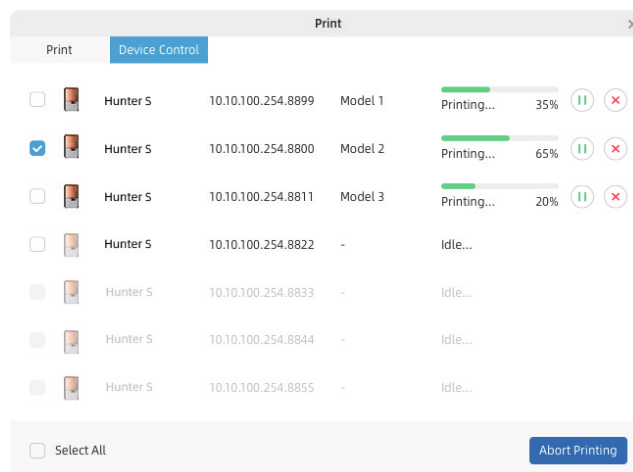 Print
Print Device Control
Hunter S 10.10.100.254.8899 Model 1 Printing... 35%
Hunter S 10.10.100.254.8800 Model 2 Printing... 65%
Hunter S 10.10.100.254.8811 Model 3 Printing... 20%
Hunter S 10.10.100.254.8822 - Idle...
Hunter S 10.10.100.254.8833 - Idle...
Hunter S 10.10.100.254.8844 - Idle...
Hunter S 10.10.100.254.8855 - Idle...
Select All Abort Printing